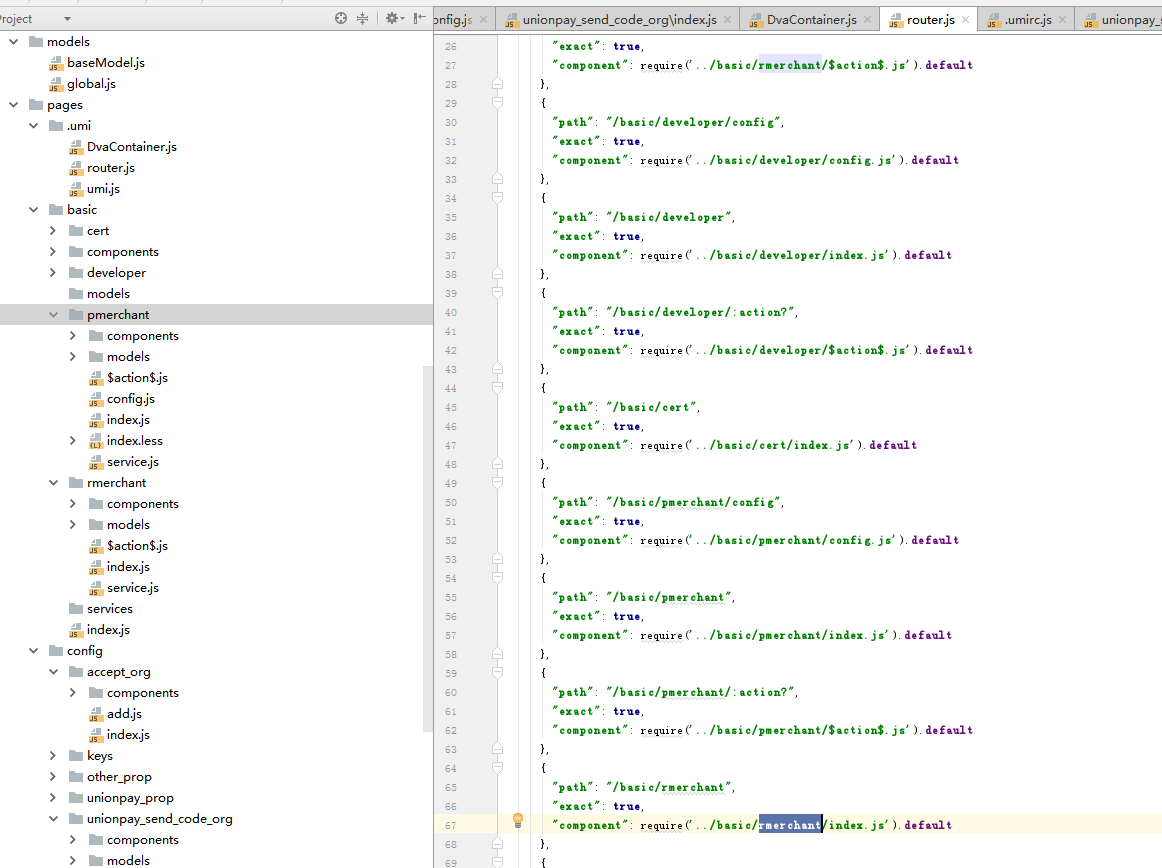 Project
models
baseModel.js
global.js
pages
.umi
DvaContainer.js
router.js
umi.js
basic
cert
components
developer
models
pmerchant
components
models
$action$.js
config.js
index.js
index.less
service.js
rmerchant
components
models
$action$.js
index.js
service.js
services
index.js
config
accept_org
components
add.js
index.js
keys
other_prop
unionpay_prop
unionpay_send_code_org
components
models
onfig.js
unionpay_send_code_org\index.js
DvaContainer.js
router.js
.umirc.js
unionpay_s
26 "exact": true,
27 "component": require('../basic/rmerchant/$action$.js').default
28 },
29 {
30 "path": "/basic/developer/config",
31 "exact": true,
32 "component": require('../basic/developer/config.js').default
33 },
34 {
35 "path": "/basic/developer",
36 "exact": true,
37 "component": require('../basic/developer/index.js').default
38 },
39 {
40 "path": "/basic/developer/:action?",
41 "exact": true,
42 "component": require('../basic/developer/$action$.js').default
43 },
44 {
45 "path": "/basic/cert",
46 "exact": true,
47 "component": require('../basic/cert/index.js').default
48 },
49 {
50 "path": "/basic/pmerchant/config",
51 "exact": true,
52 "component": require('../basic/pmerchant/config.js').default
53 },
54 {
55 "path": "/basic/pmerchant",
56 "exact": true,
57 "component": require('../basic/pmerchant/index.js').default
58 },
59 {
60 "path": "/basic/pmerchant/:action?",
61 "exact": true,
62 "component": require('../basic/pmerchant/$action$.js').default
63 },
64 {
65 "path": "/basic/rmerchant",
66 "exact": true,
67 "component": require('../basic/rmerchant/index.js').default
68 },
69 {